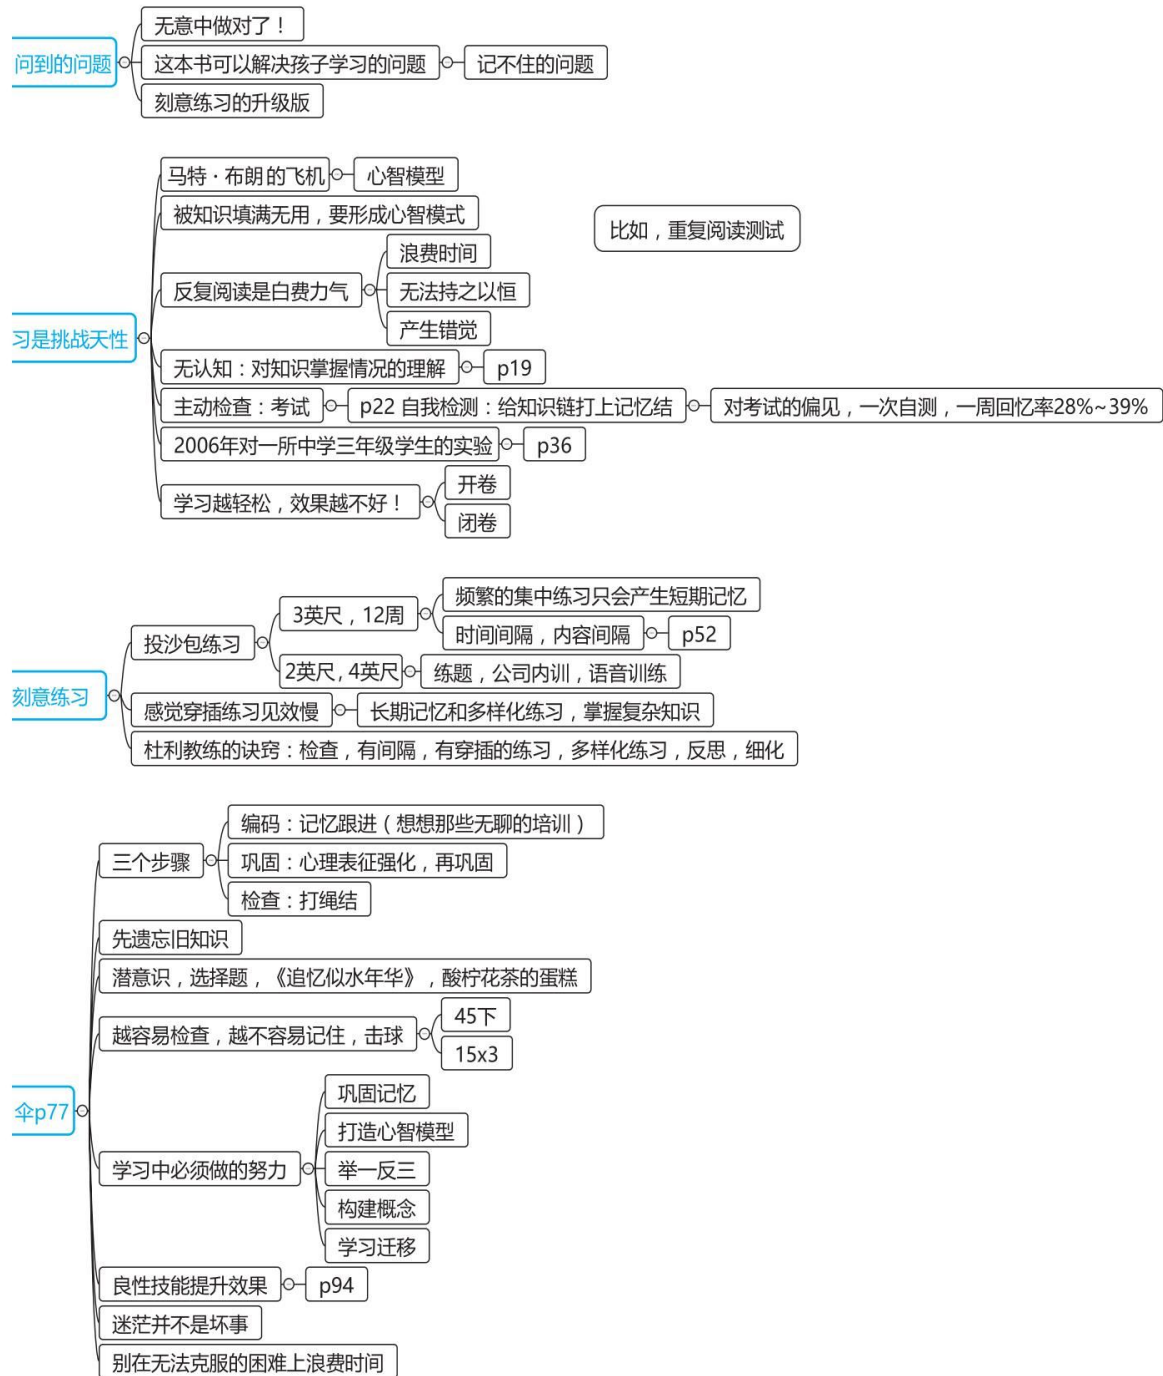 问到的问题
无意中做对了！
这本书可以解决孩子学习的问题
记不住的问题
刻意练习的升级版
习是挑战天性
马特·布朗的飞机
心智模型
被知识填满无用，要形成心智模式
比如，重复阅读测试
反复阅读是白费力气
浪费时间
无法持之以恒
产生错觉
无认知：对知识掌握情况的理解
p19
主动检查：考试
p22 自我检测：给知识链打上记忆结
对考试的偏见，一次自测，一周回忆率28%~39%
2006年对一所中学三年级学生的实验
p36
学习越轻松，效果越不好！
开卷
闭卷
刻意练习
投沙包练习
3英尺，12周
频繁的集中练习只会产生短期记忆
时间间隔，内容间隔
p52
2英尺, 4英尺
练题，公司内训，语音训练
感觉穿插练习见效慢
长期记忆和多样化练习，掌握复杂知识
杜利教练的诀窍：检查，有间隔，有穿插的练习，多样化练习，反思，细化
伞p77
三个步骤
编码：记忆跟进（想想那些无聊的培训）
巩固：心理表征强化，再巩固
检查：打绳结
先遗忘旧知识
潜意识，选择题，《追忆似水年华》，酸柠花茶的蛋糕
越容易检查，越不容易记住，击球
45下
15x3
学习中必须做的努力
巩固记忆
打造心智模型
举一反三
构建概念
学习迁移
良性技能提升效果
p94
迷茫并不是坏事
别在无法克服的困难上浪费时间